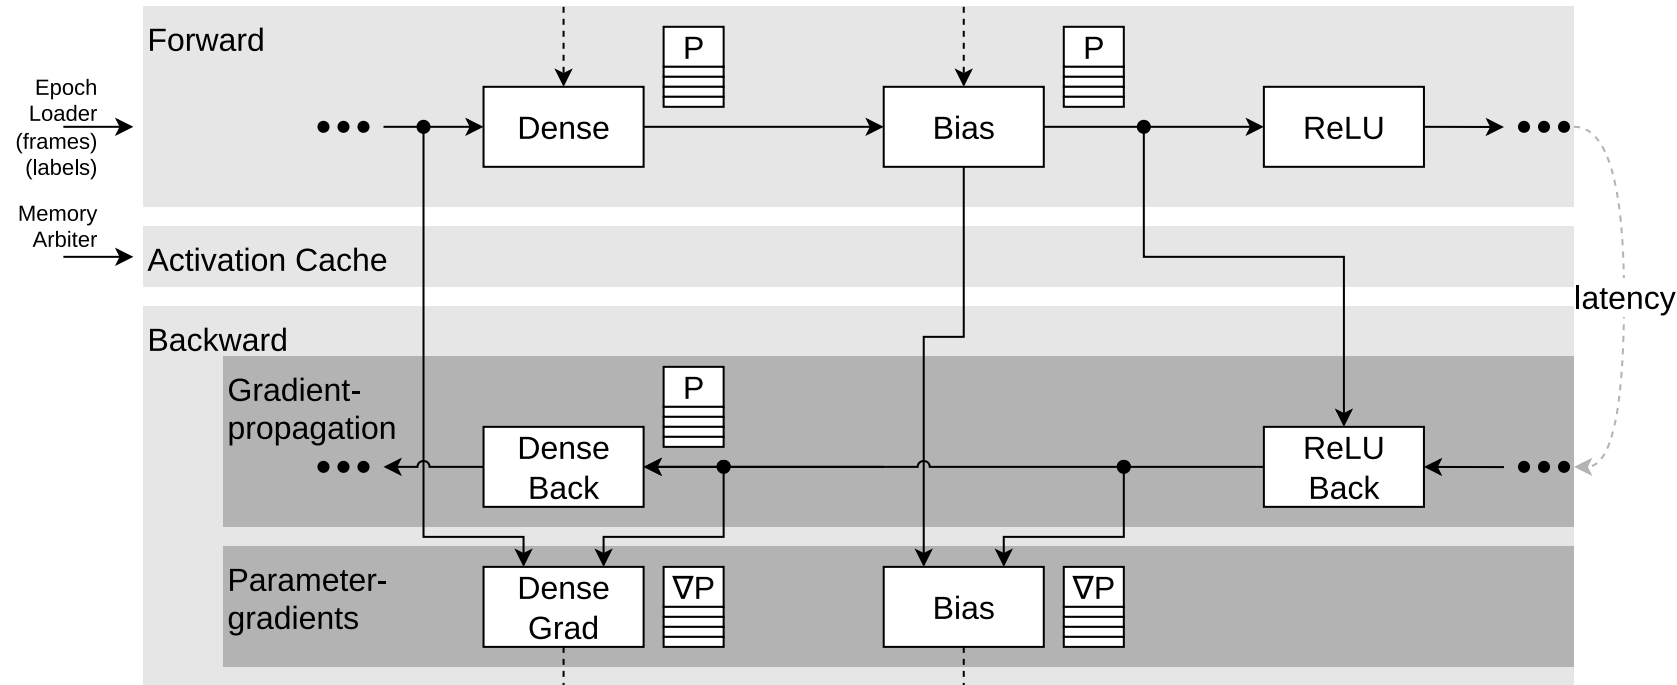 Forward
P
P
Epoch
Loader
(frames)
(labels)
Dense
Bias
ReLU
Memory
Arbiter
Activation Cache
latency
Backward
Gradient-
propagation
P
Dense
Back
ReLU
Back
Parameter-
gradients
Dense
Grad
∇P
Bias
∇P